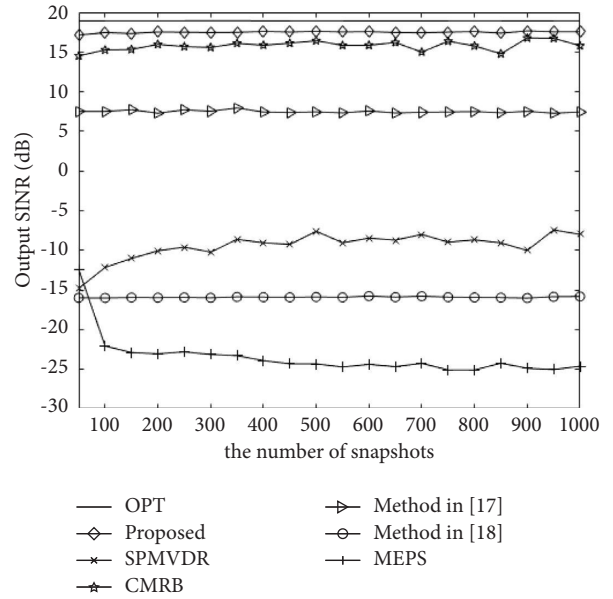 20
15
10
5
0
-5
-10
-15
-20
-25
-30
Output SINR (dB)
100 200 300 400 500 600 700 800 900 1000
the number of snapshots
OPT
Proposed
SPMVDR
CMRB
Method in [17]
Method in [18]
MEPS